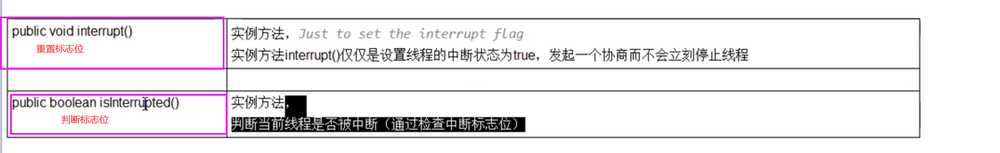 public void interrupt()
重置标志位
实例方法，Just to set the interrupt flag
实例方法interrupt()仅仅是设置线程的中断状态为true，发起一个协商而不会立刻停止线程
public boolean isInterrupted()
判断标志位
实例方法，
判断当前线程是否被中断（通过检查中断标志位）